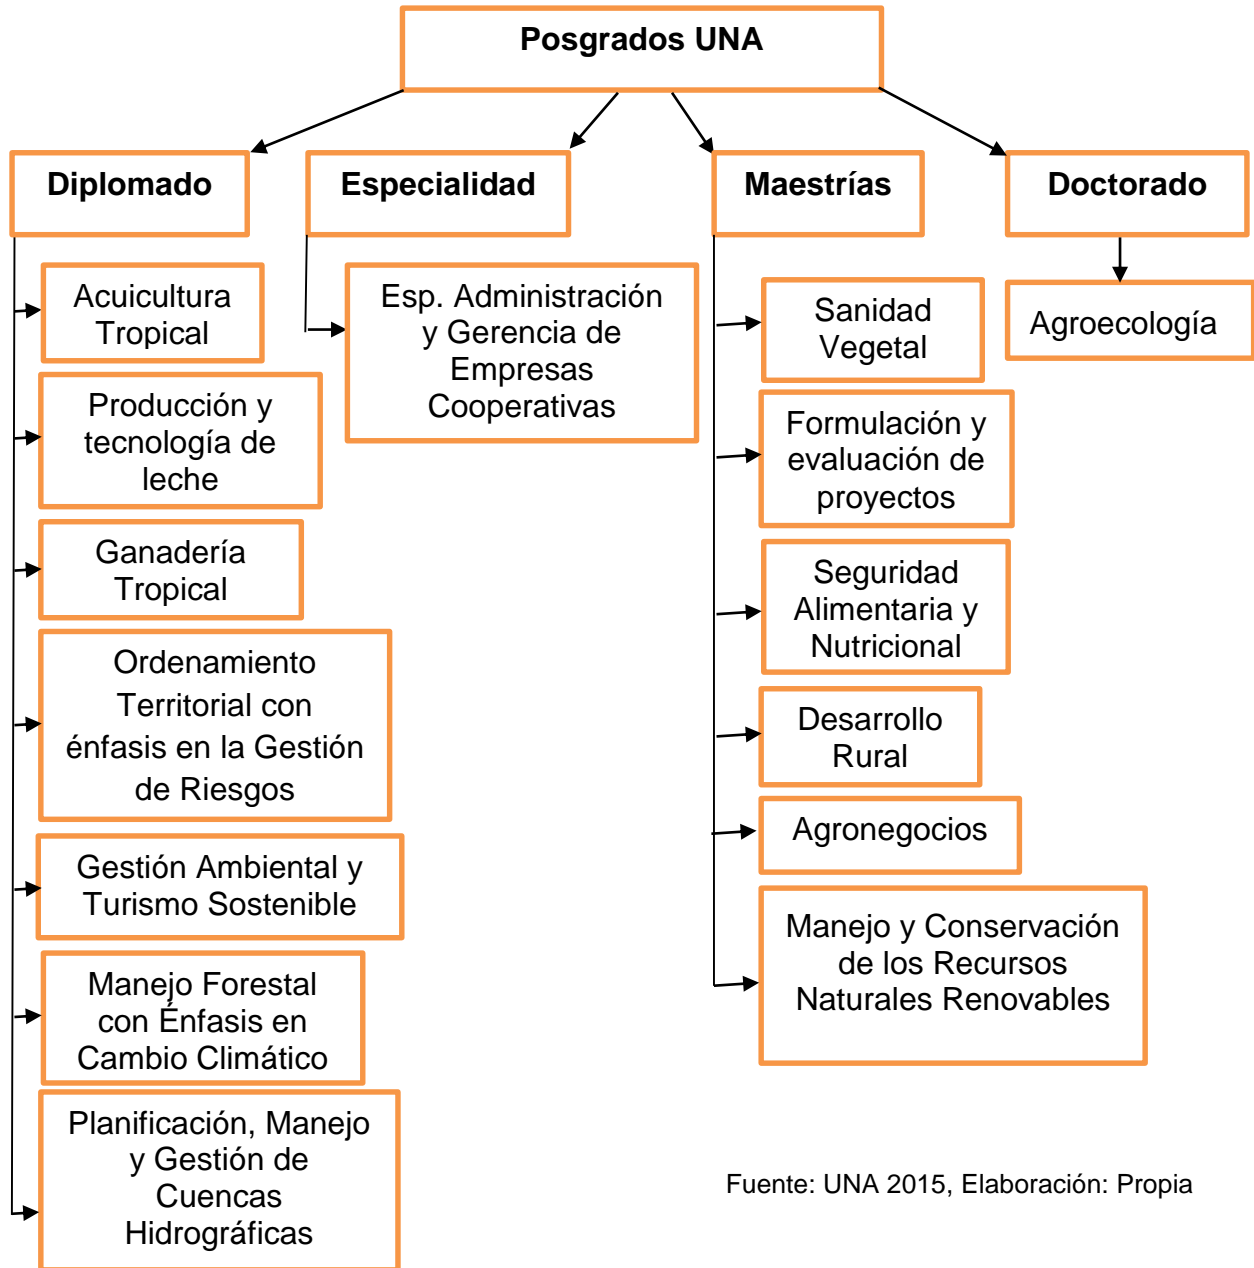 Posgrados UNA
Diplomado
Acuicultura
Tropical
Producción y
tecnología de
leche
Ganadería
Tropical
Ordenamiento
Territorial con
énfasis en la Gestión
de Riesgos
Gestión Ambiental y
Turismo Sostenible
Manejo Forestal
con Énfasis en
Cambio Climático
Planificación, Manejo
y Gestión de
Cuencas
Hidrográficas
Especialidad
Esp. Administración
y Gerencia de
Empresas
Cooperativas
Maestrías
Sanidad
Vegetal
Formulación y
evaluación de
proyectos
Seguridad
Alimentaria y
Nutricional
Desarrollo
Rural
Agronegocios
Manejo y Conservación
de los Recursos
Naturales Renovables
Doctorado
Agroecología
Fuente: UNA 2015, Elaboración: Propia